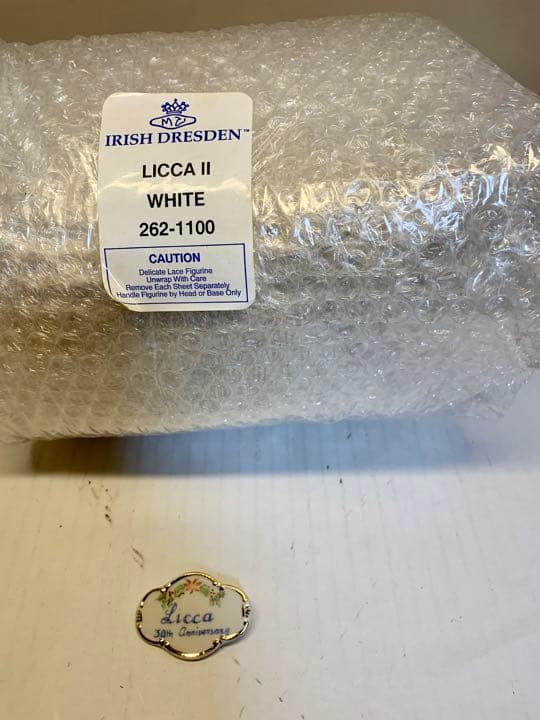 MZ
IRISH DRESDEN™
LICCA II
WHITE
262-1100
CAUTION
Delicate Lace Figurine
Unwrap With Care
Remove Each Sheet Separately
Handle Figurine by Head or Base Only
Licca
30th Anniversary